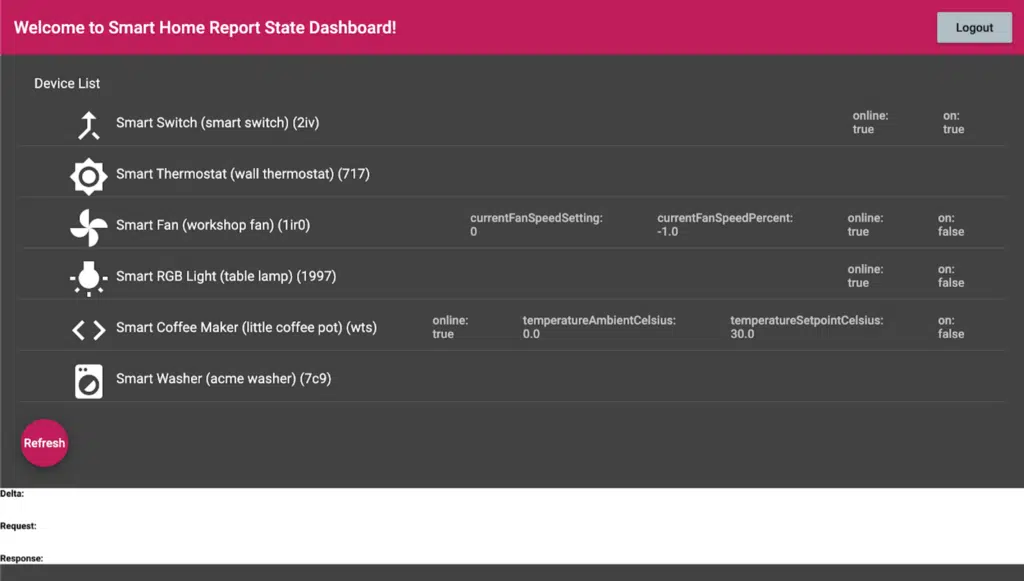 Welcome to Smart Home Report State Dashboard!
Logout
Device List
Smart Switch (smart switch) (2iv)
online:
true
on:
true
Smart Thermostat (wall thermostat) (717)
Smart Fan (workshop fan) (1ir0)
currentFanSpeedSetting:
0
currentFanSpeedPercent:
-1.0
online:
true
on:
false
Smart RGB Light (table lamp) (1997)
online:
true
on:
false
Smart Coffee Maker (little coffee pot) (wts)
online:
true
temperatureAmbientCelsius:
0.0
temperatureSetpointCelsius:
30.0
on:
false
Smart Washer (acme washer) (7c9)
Refresh
Delta:
Request:
Response: